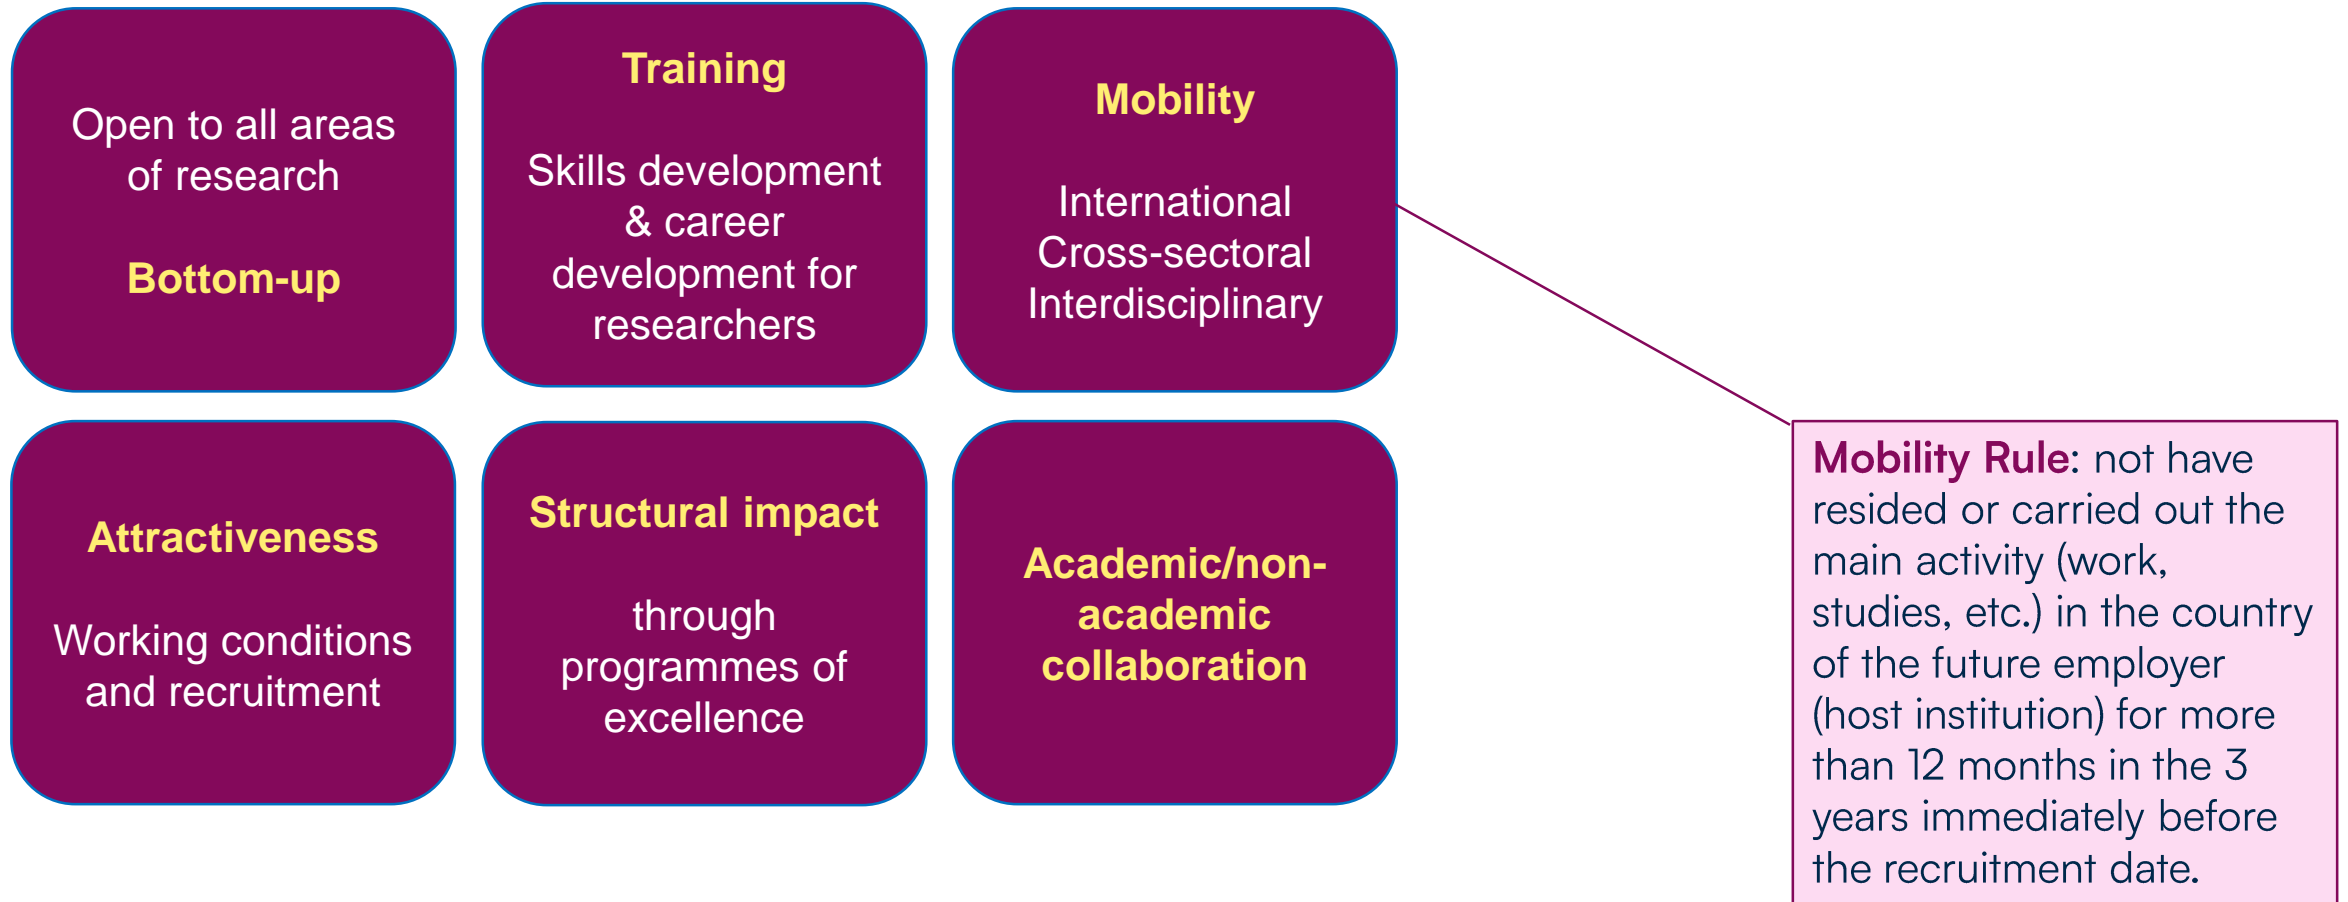 Open to all areas
of research
Bottom-up
Training
Skills development
& career
development for
researchers
Mobility
International
Cross-sectoral
Interdisciplinary
Attractiveness
Working conditions
and recruitment
Structural impact
through
programmes of
excellence
Academic/non-
academic
collaboration
Mobility Rule: not have
resided or carried out the
main activity (work,
studies, etc.) in the country
of the future employer
(host institution) for more
than 12 months in the 3
years immediately before
the recruitment date.